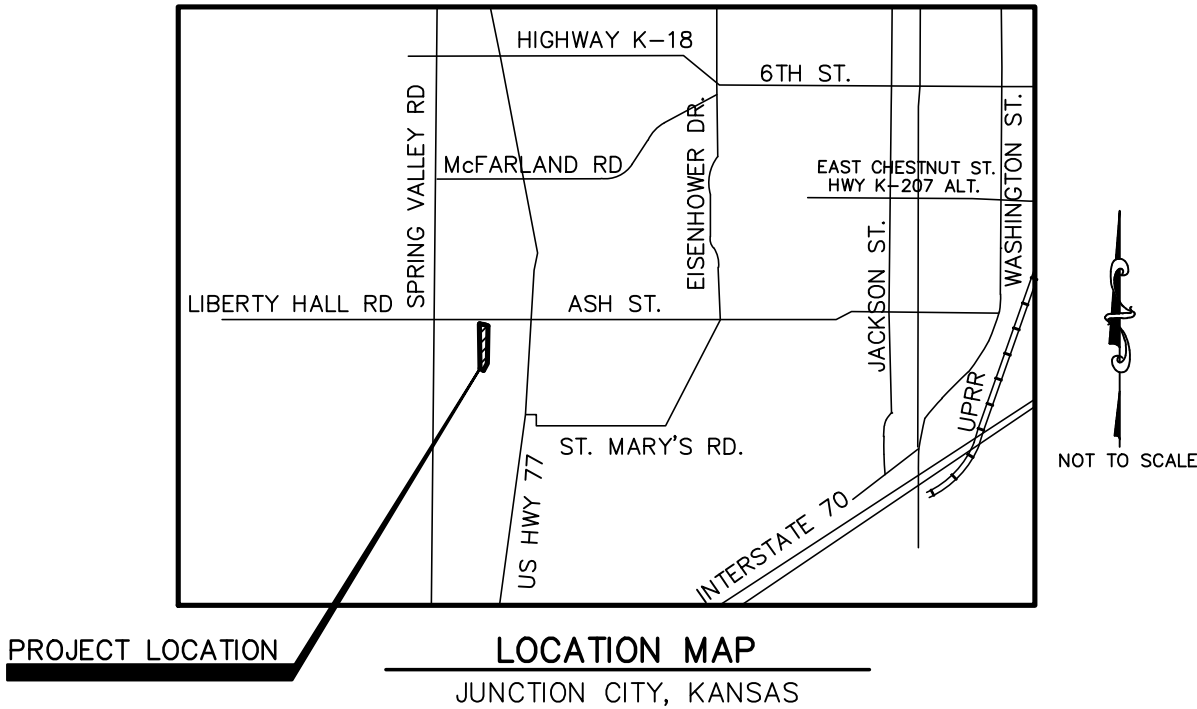 HIGHWAY K-18
6TH ST.
SPRING VALLEY RD
McFARLAND RD
EISENHOWER DR.
EAST CHESTNUT ST.
HWY K-207 ALT.
WASHINGTON ST.
LIBERTY HALL RD
ASH ST.
JACKSON ST.
UPRR
ST. MARY'S RD.
US HWY 77
INTERSTATE 70
NOT TO SCALE
PROJECT LOCATION
LOCATION MAP
JUNCTION CITY, KANSAS